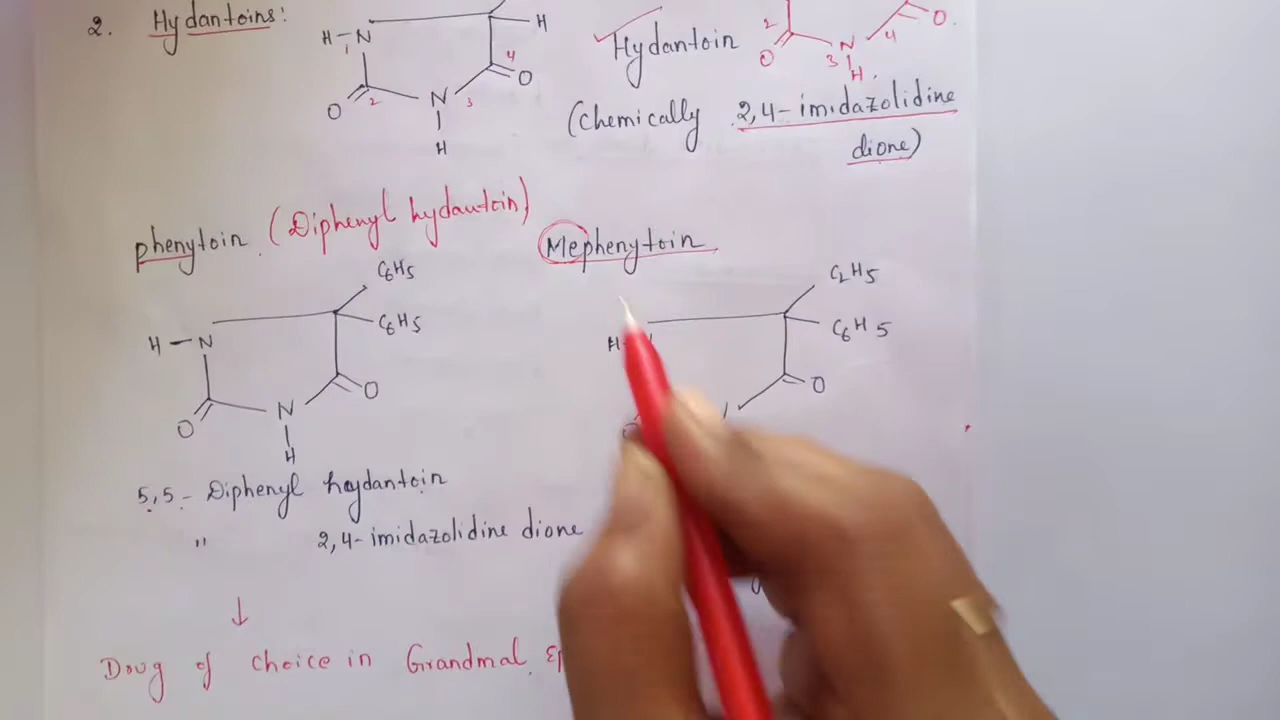 2. Hydantoins:
H-N
1
H
4
O
O
2
N
3
H
Hydantoin
2
O
N
3
H
4
O
(Chemically 2,4-imidazolidine
dione)
phenytoin (Diphenyl hydantoin)
Mephenytoin
C6H5
C6H5
H-N
O
O
N
H
C2H5
C6H5
H
O
5,5-Diphenyl hydantoin
" 2,4-imidazolidine dione
↓
Drug of choice in Grandmal